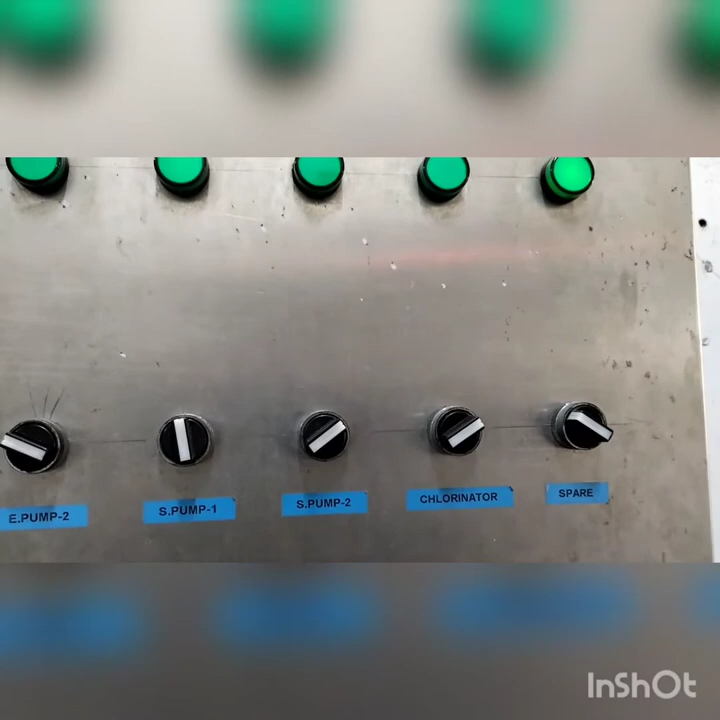 E.PUMP-2
S.PUMP-1
S.PUMP-2
CHLORINATOR
SPARE
InShOt